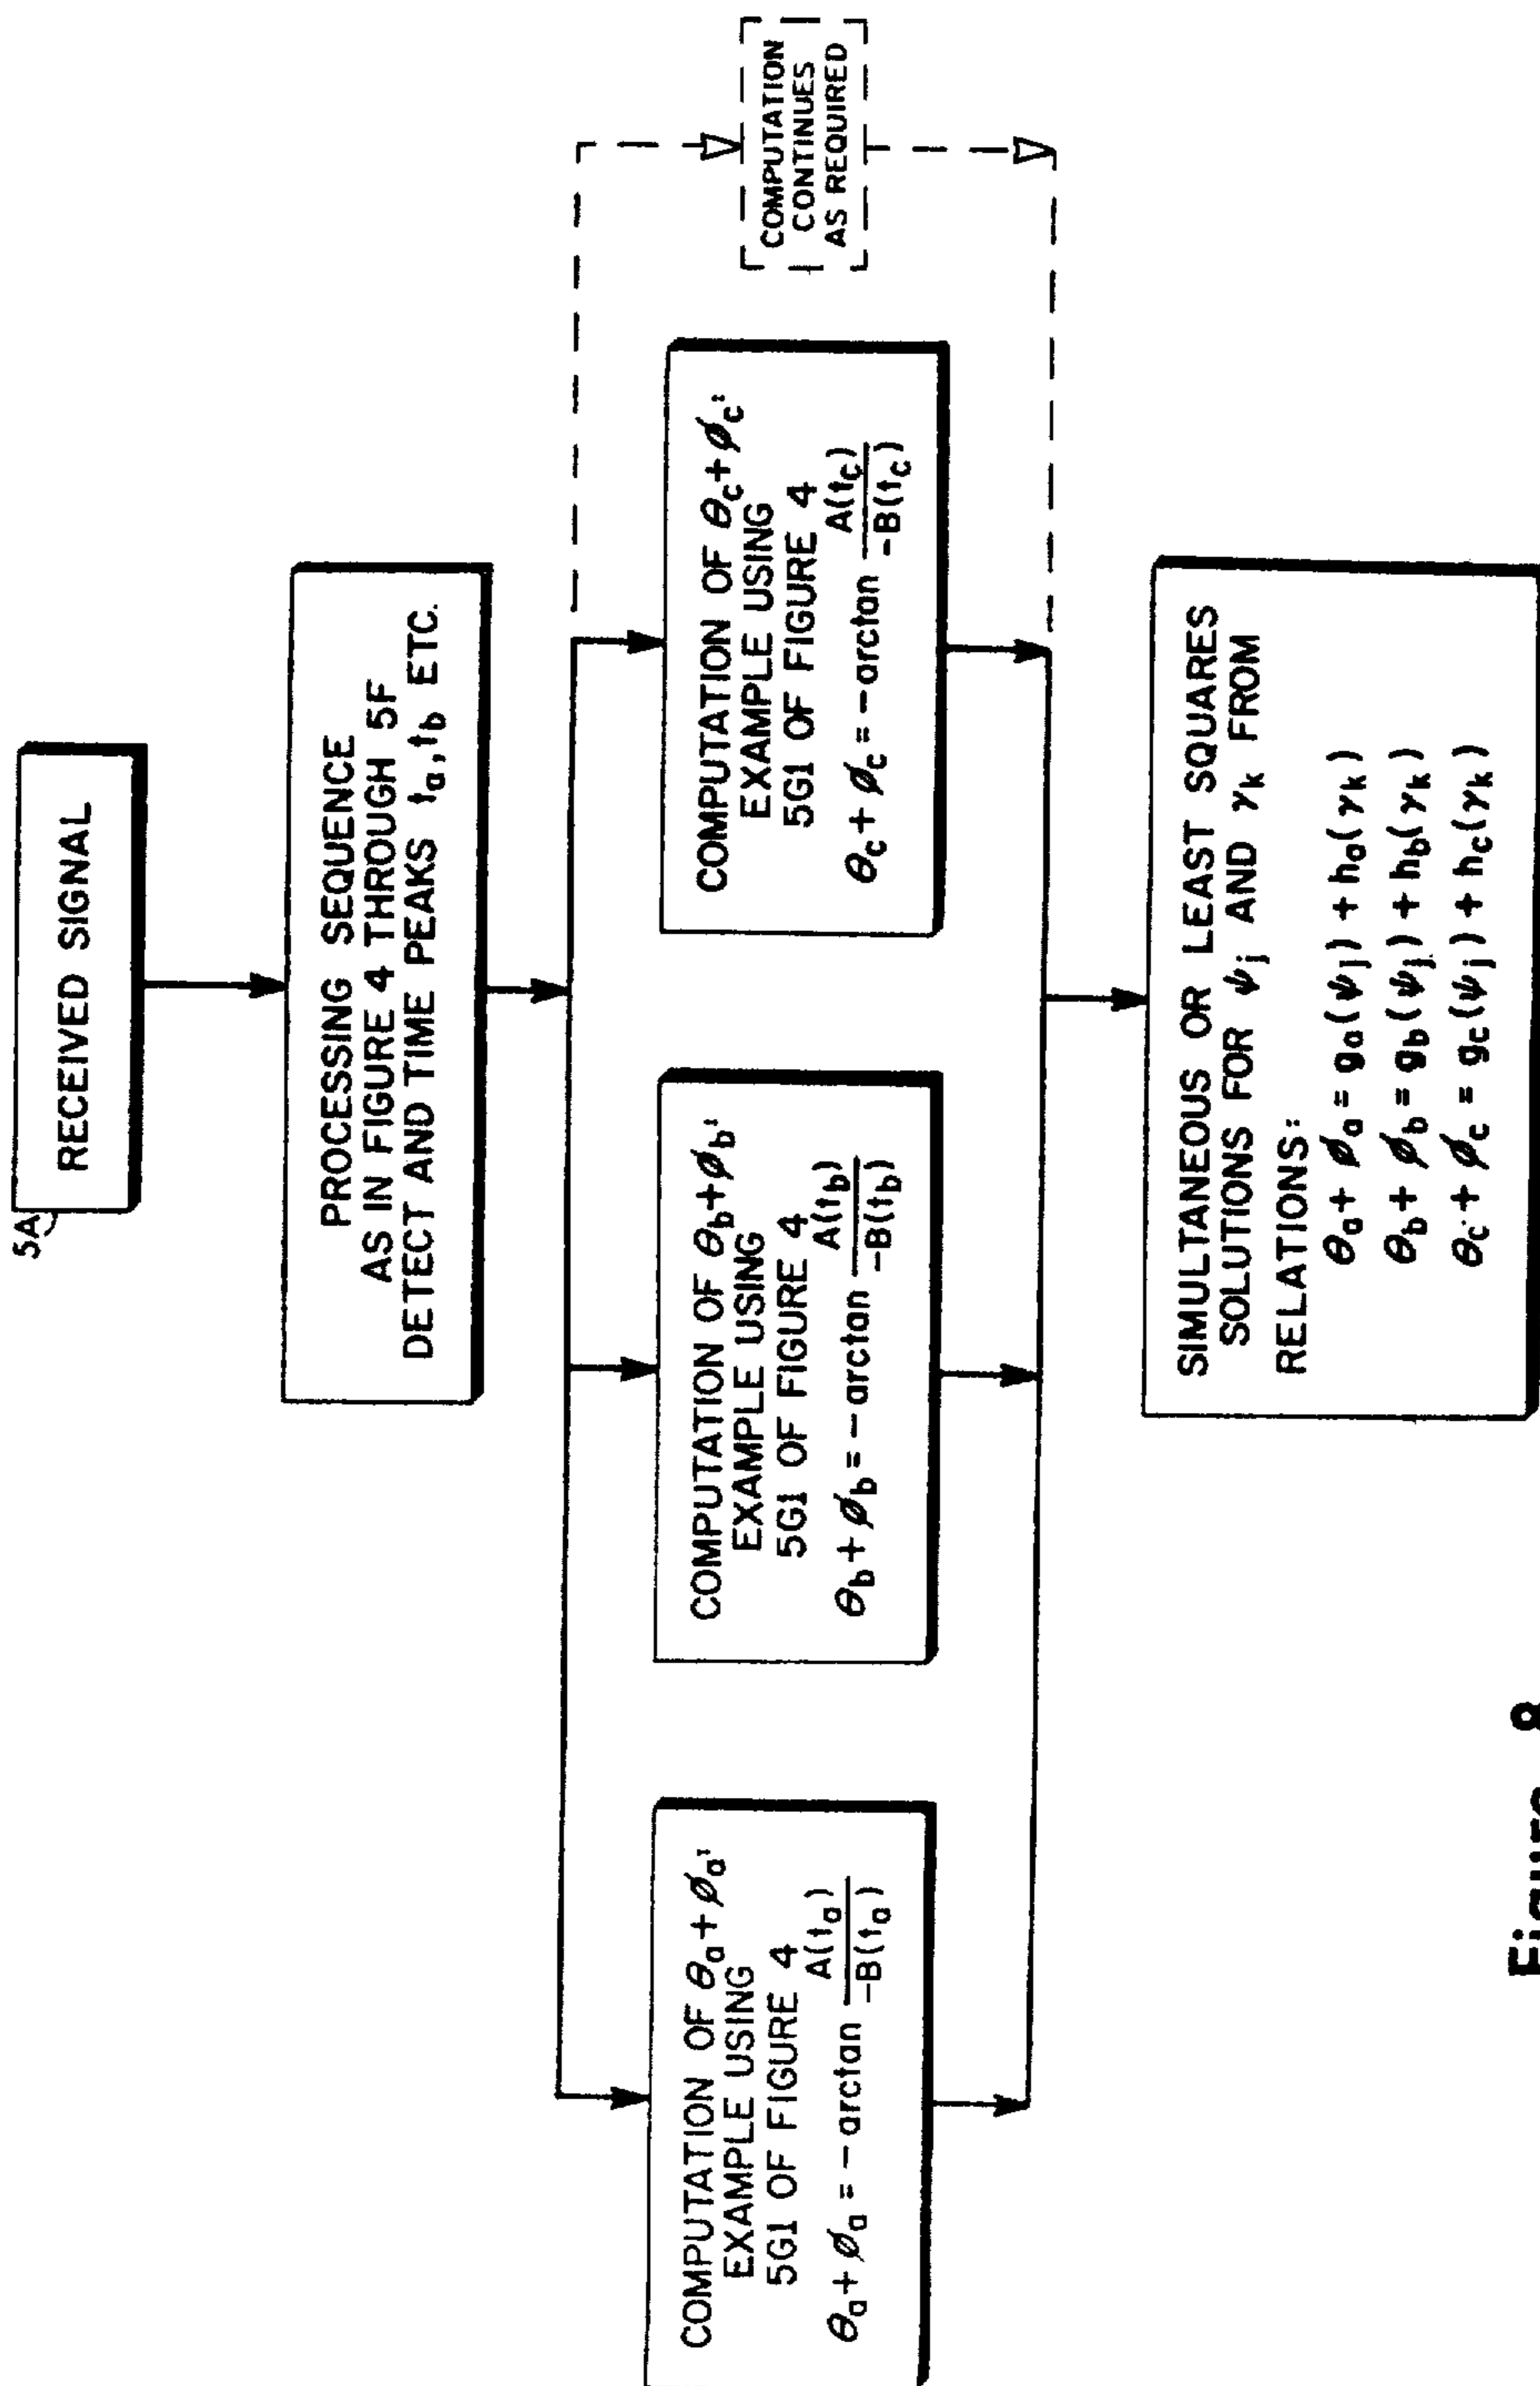 5A
RECEIVED SIGNAL
PROCESSING SEQUENCE
AS IN FIGURE 4 THROUGH 5F
DETECT AND TIME PEAKS ta, tb ETC.
COMPUTATION OF θa + ϕa:
EXAMPLE USING
5G1 OF FIGURE 4
θa + ϕa = −arctan A(ta) / −B(ta)
COMPUTATION OF θb + ϕb:
EXAMPLE USING
5G1 OF FIGURE 4
θb + ϕb = −arctan A(tb) / −B(tb)
COMPUTATION OF θc + ϕc:
EXAMPLE USING
5G1 OF FIGURE 4
θc + ϕc = −arctan A(tc) / −B(tc)
COMPUTATION
CONTINUES
AS REQUIRED
SIMULTANEOUS OR LEAST SQUARES
SOLUTIONS FOR ψj AND γk FROM
RELATIONS:
θa + ϕa = ga(ψj) + ha(γk)
θb + ϕb = gb(ψj) + hb(γk)
θc + ϕc = gc(ψj) + hc(γk)
Figure